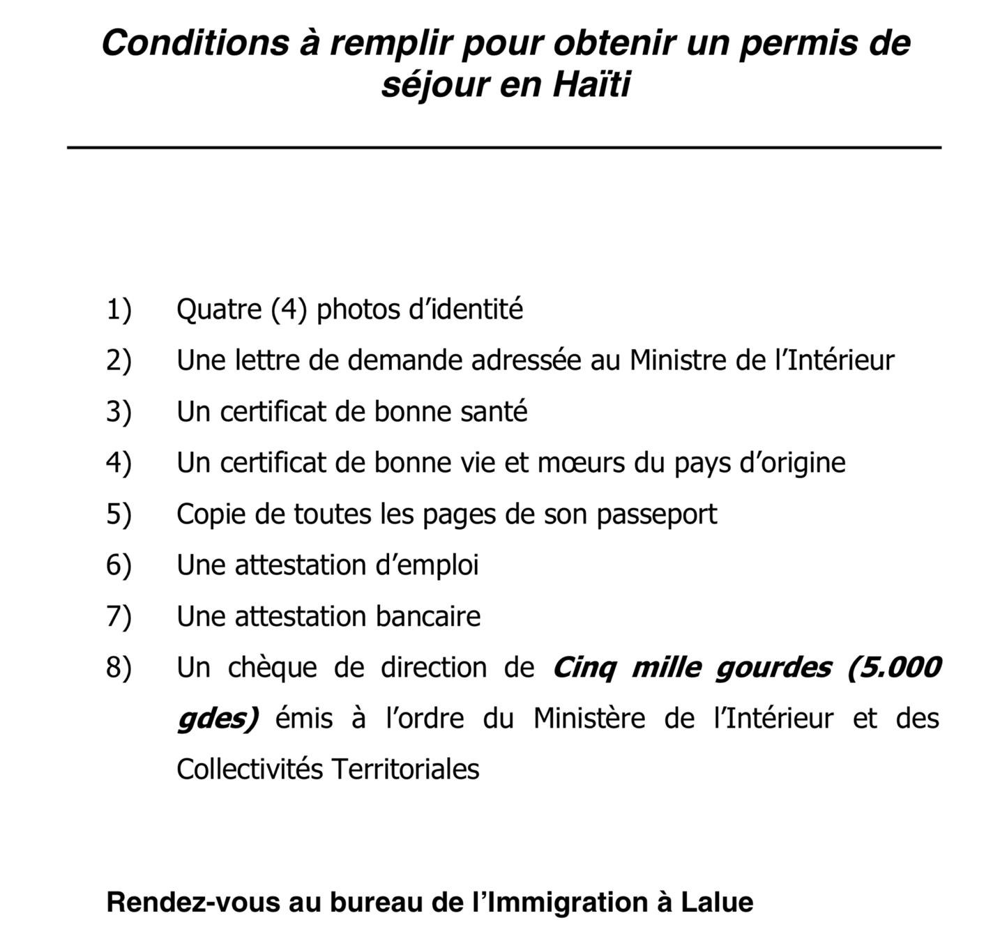 Conditions à remplir pour obtenir un permis de
séjour en Haïti
1) Quatre (4) photos d’identité
2) Une lettre de demande adressée au Ministre de l’Intérieur
3) Un certificat de bonne santé
4) Un certificat de bonne vie et mœurs du pays d’origine
5) Copie de toutes les pages de son passeport
6) Une attestation d’emploi
7) Une attestation bancaire
8) Un chèque de direction de Cinq mille gourdes (5.000
gdes) émis à l’ordre du Ministère de l’Intérieur et des
Collectivités Territoriales
Rendez-vous au bureau de l’Immigration à Lalue